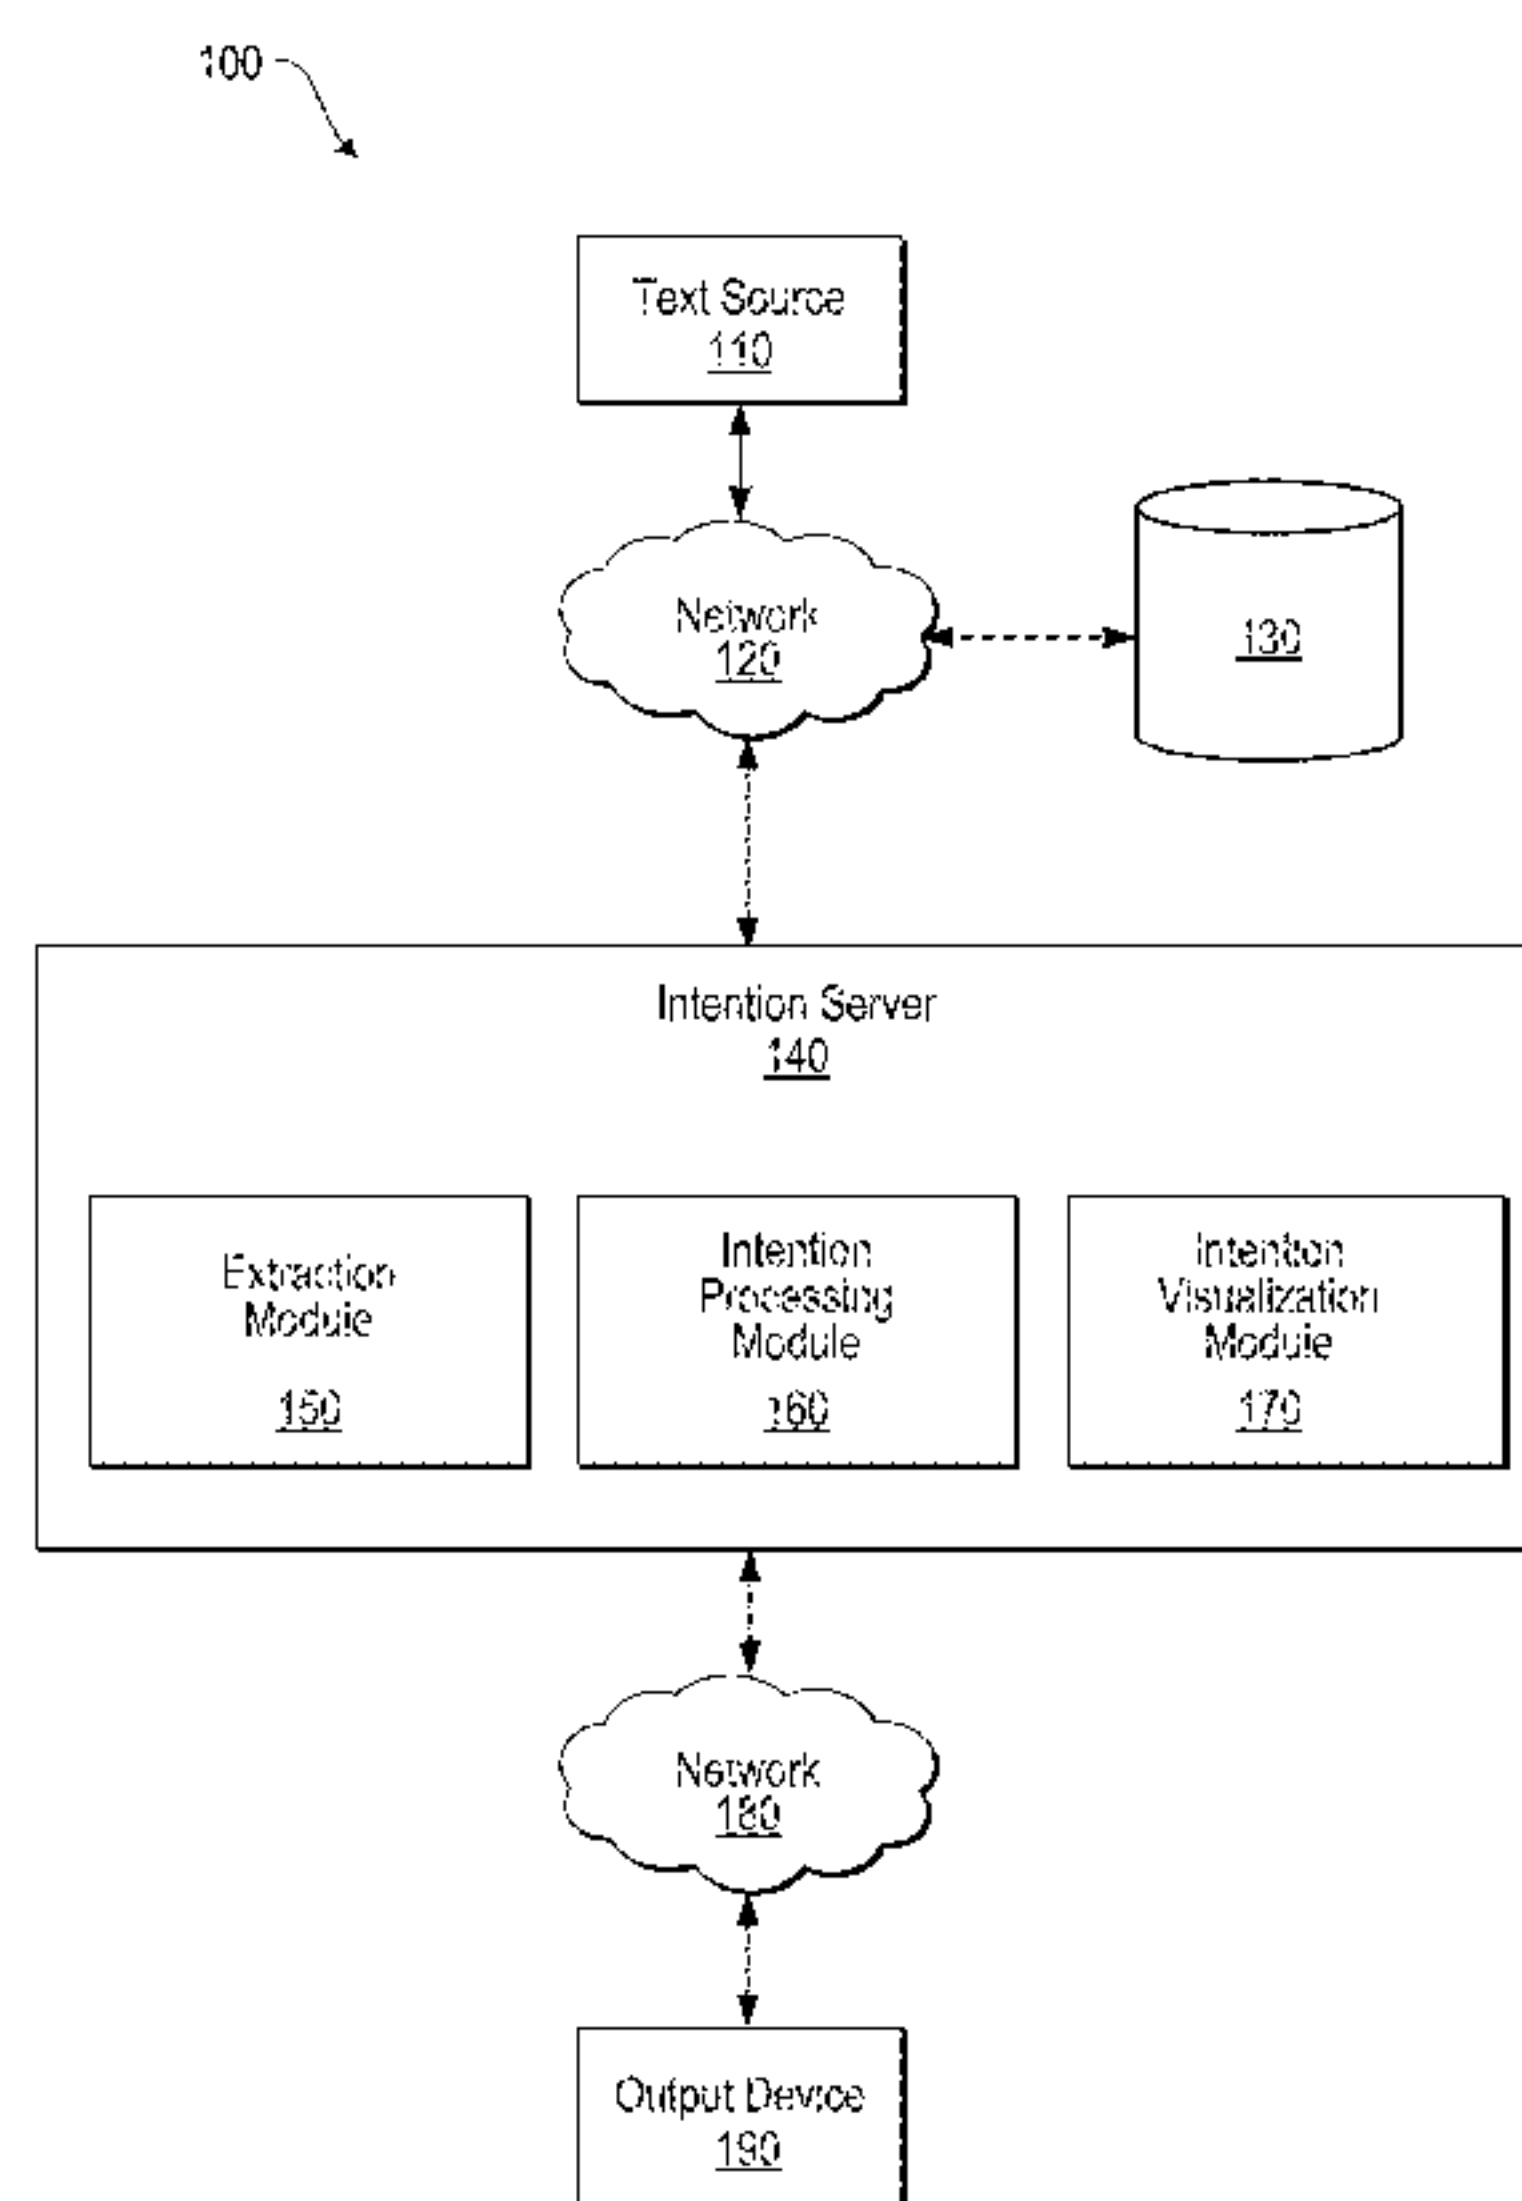 100
Text Source
110
Network
120
130
Intention Server
140
Extraction
Module
150
Intention
Processing
Module
160
Intention
Visualization
Module
170
Network
180
Output Device
190